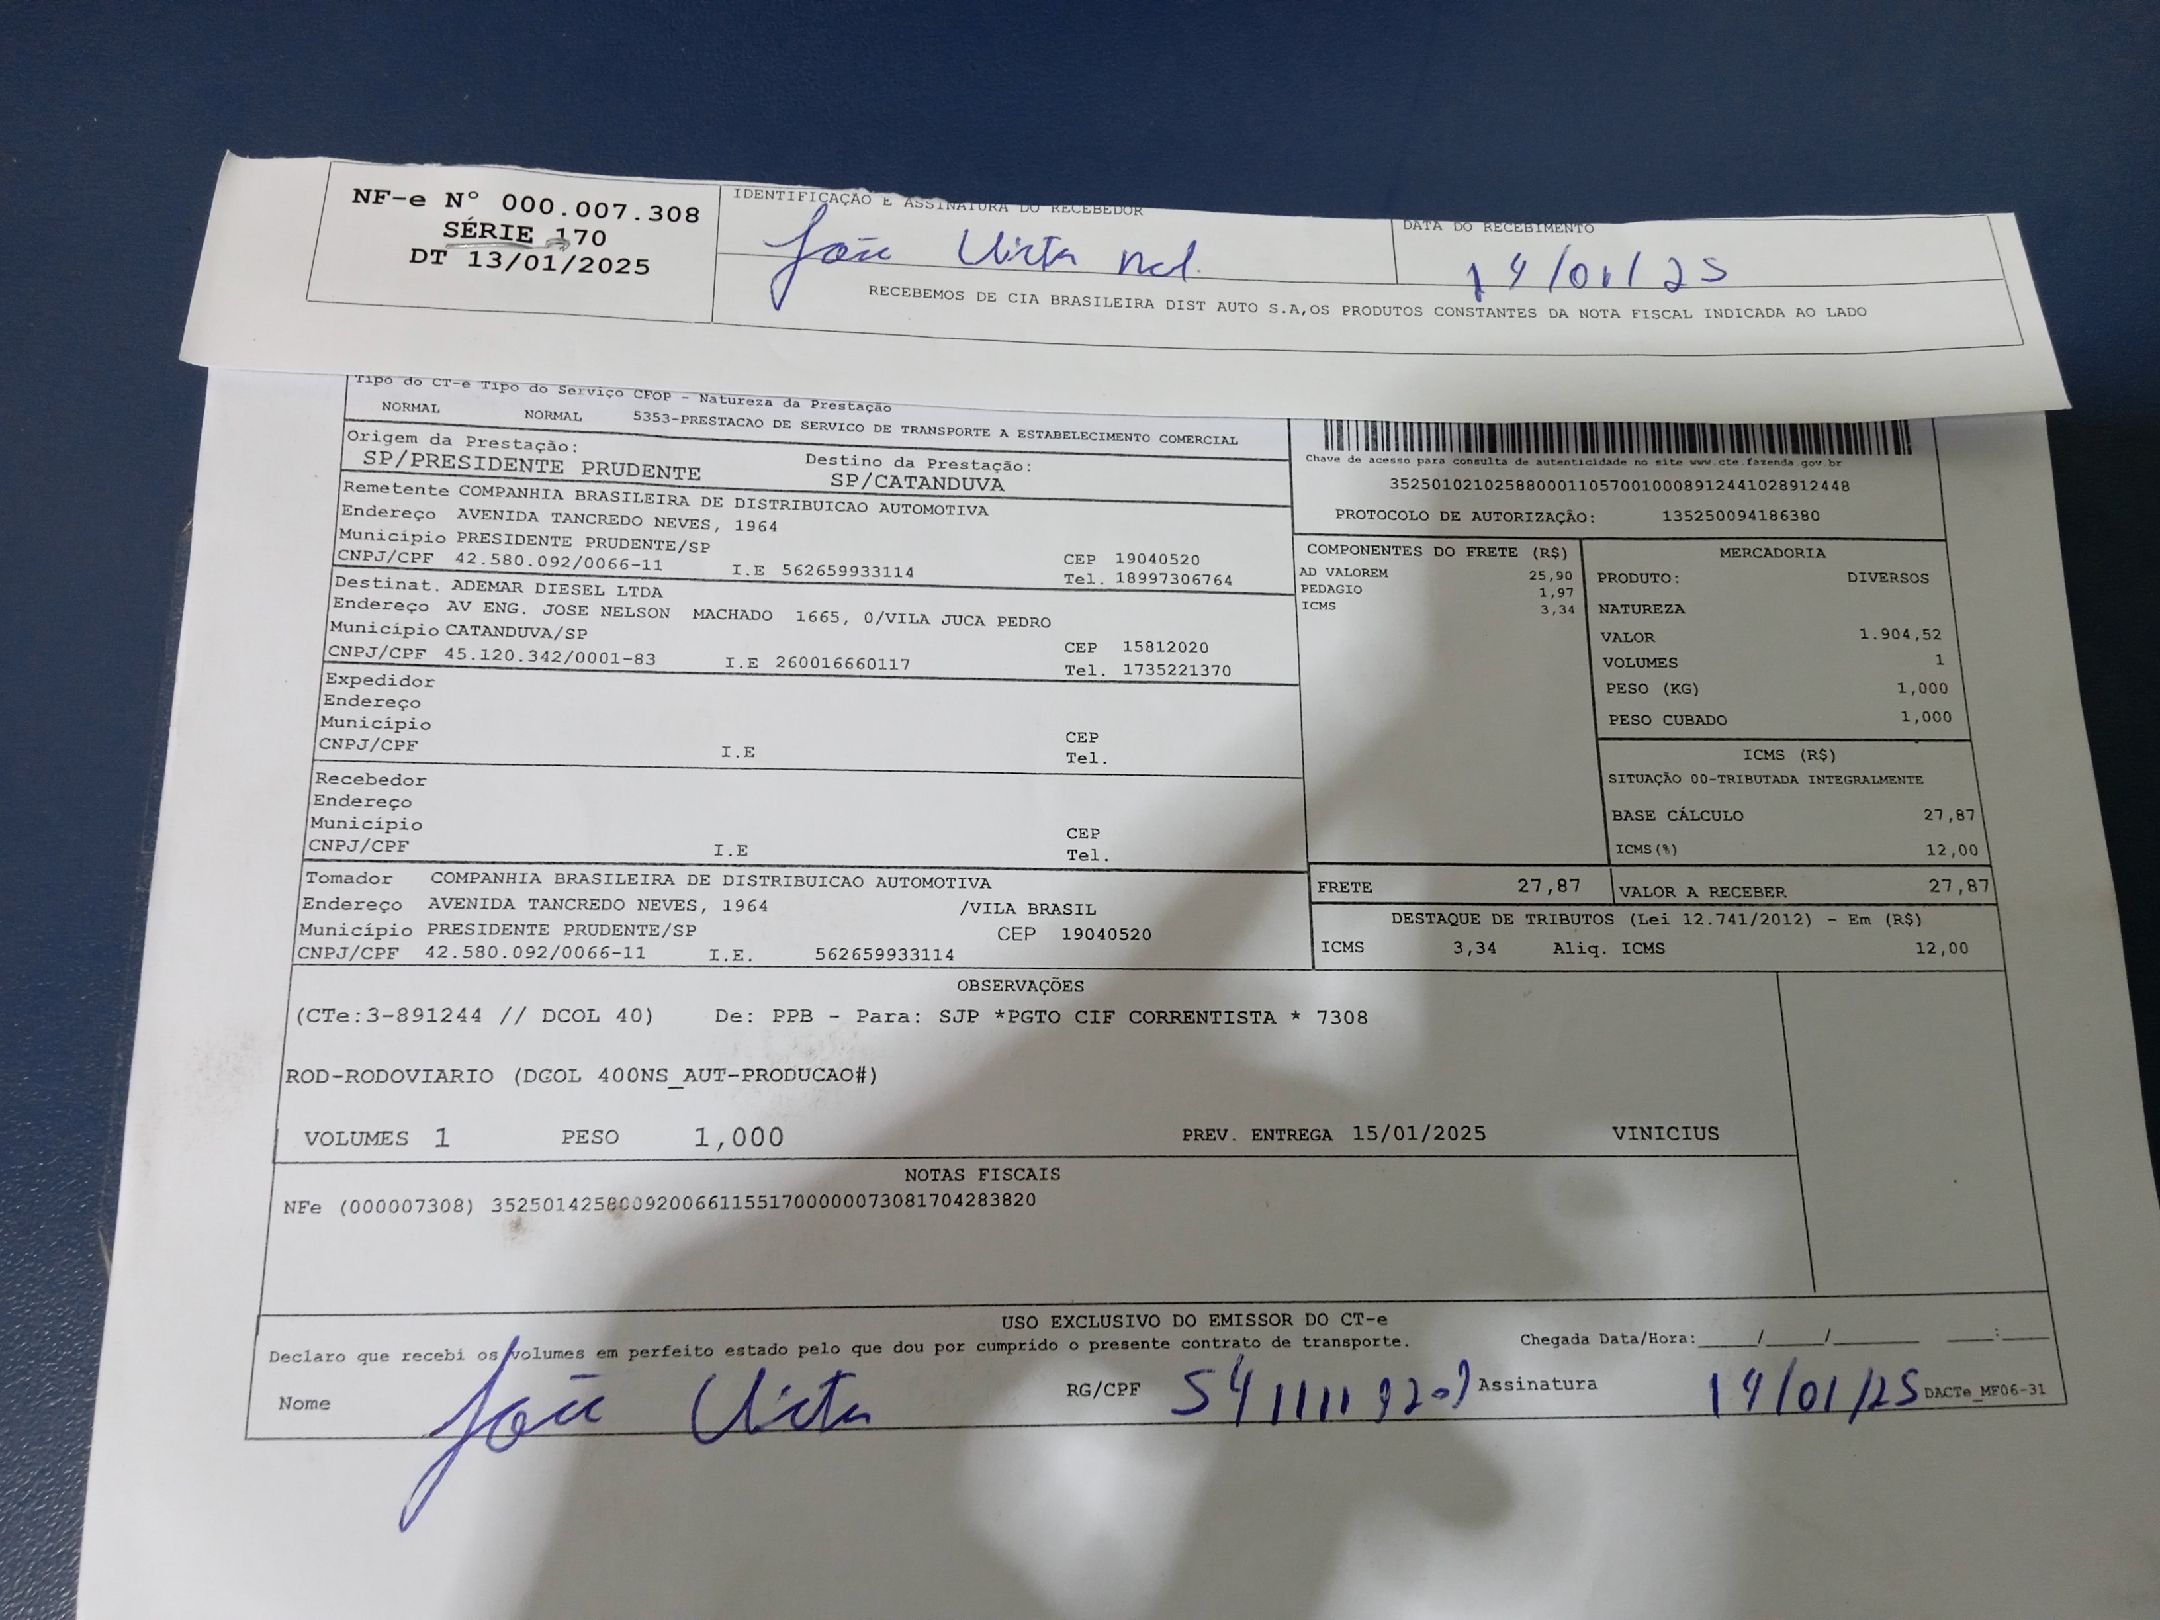 NF-e Nº 000.007.308
SÉRIE 170
DT 13/01/2025
IDENTIFICAÇÃO E ASSINATURA DO RECEBEDOR
João Victor
DATA DO RECEBIMENTO
14/01/25
RECEBEMOS DE CIA BRASILEIRA DIST AUTO S.A,OS PRODUTOS CONSTANTES DA NOTA FISCAL INDICADA AO LADO
Tipo do CT-e Tipo do Serviço CFOP - Natureza da Prestação
NORMAL NORMAL 5353-PRESTACAO DE SERVICO DE TRANSPORTE A ESTABELECIMENTO COMERCIAL
Origem da Prestação: Destino da Prestação:
SP/PRESIDENTE PRUDENTE SP/CATANDUVA
Remetente COMPANHIA BRASILEIRA DE DISTRIBUICAO AUTOMOTIVA
Endereço AVENIDA TANCREDO NEVES, 1964
Município PRESIDENTE PRUDENTE/SP CEP 19040520
CNPJ/CPF 42.580.092/0066-11 I.E 562659933114 Tel. 18997306764
Destinat. ADEMAR DIESEL LTDA
Endereço AV ENG. JOSE NELSON MACHADO 1665, 0/VILA JUCA PEDRO
Município CATANDUVA/SP CEP 15812020
CNPJ/CPF 45.120.342/0001-83 I.E 260016660117 Tel. 1735221370
Expedidor
Endereço
Município CEP
CNPJ/CPF I.E Tel.
Recebedor
Endereço
Município CEP
CNPJ/CPF I.E Tel.
Tomador COMPANHIA BRASILEIRA DE DISTRIBUICAO AUTOMOTIVA
Endereço AVENIDA TANCREDO NEVES, 1964 /VILA BRASIL
Município PRESIDENTE PRUDENTE/SP CEP 19040520
CNPJ/CPF 42.580.092/0066-11 I.E. 562659933114
Chave de acesso para consulta de autenticidade no site www.cte.fazenda.gov.br
35250102102588000110570010008912441028912448
PROTOCOLO DE AUTORIZAÇÃO: 135250094186380
COMPONENTES DO FRETE (R$)
AD VALOREM 25,90
PEDAGIO 1,97
ICMS 3,34
MERCADORIA
PRODUTO: DIVERSOS
NATUREZA
VALOR 1.904,52
VOLUMES 1
PESO (KG) 1,000
PESO CUBADO 1,000
ICMS (R$)
SITUAÇÃO 00-TRIBUTADA INTEGRALMENTE
BASE CÁLCULO 27,87
ICMS(%) 12,00
FRETE 27,87 VALOR A RECEBER 27,87
DESTAQUE DE TRIBUTOS (Lei 12.741/2012) - Em (R$)
ICMS 3,34 Aliq. ICMS 12,00
OBSERVAÇÕES
(CTe:3-891244 // DCOL 40) De: PPB - Para: SJP *PGTO CIF CORRENTISTA * 7308
ROD-RODOVIARIO (DCOL 400NS_AUT-PRODUCAO#)
VOLUMES 1 PESO 1,000 PREV. ENTREGA 15/01/2025 VINICIUS
NOTAS FISCAIS
NFe (000007308) 35250142580092006611551700000073081704283820
USO EXCLUSIVO DO EMISSOR DO CT-e
Declaro que recebi os volumes em perfeito estado pelo que dou por cumprido o presente contrato de transporte. Chegada Data/Hora:____/____/________ ____:____
Nome João Victor RG/CPF Assinatura 14/01/25 DACTe_MF06-31